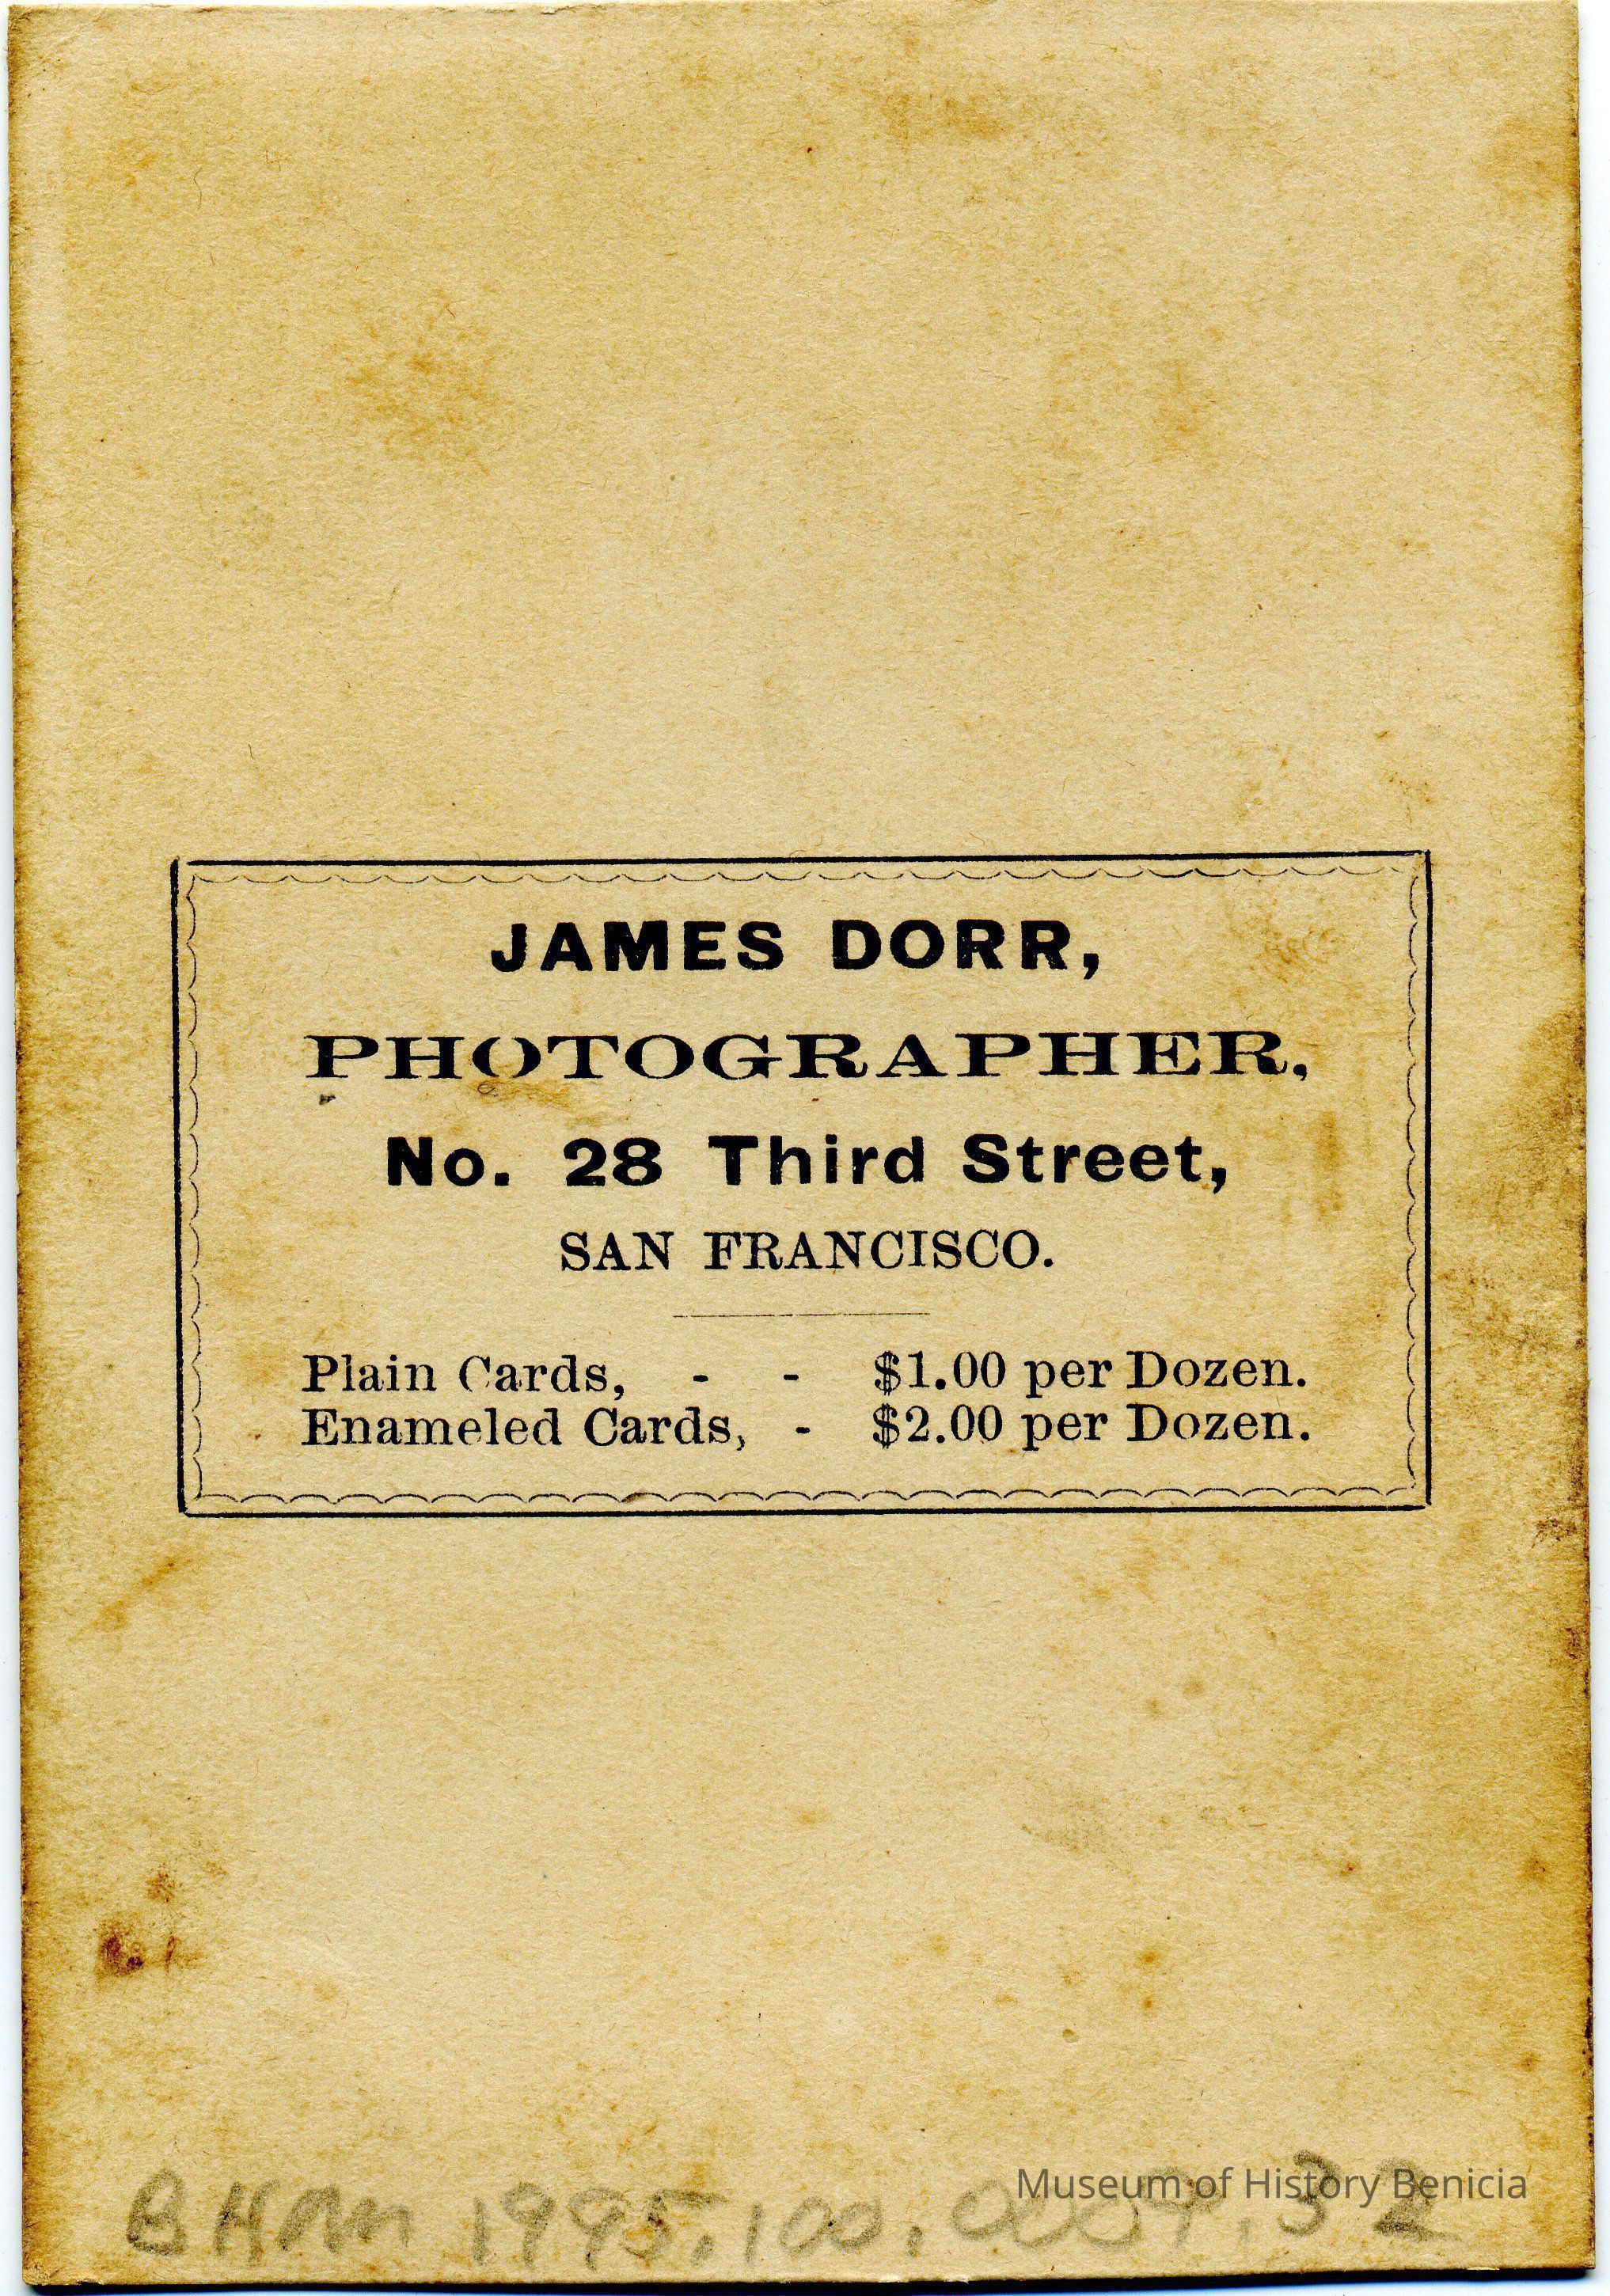 JAMES DORR,
PHOTOGRAPHER,
No. 28 Third Street,
SAN FRANCISCO.
Plain Cards, - - $1.00 per Dozen.
Enameled Cards, - $2.00 per Dozen.
Museum of History Benicia